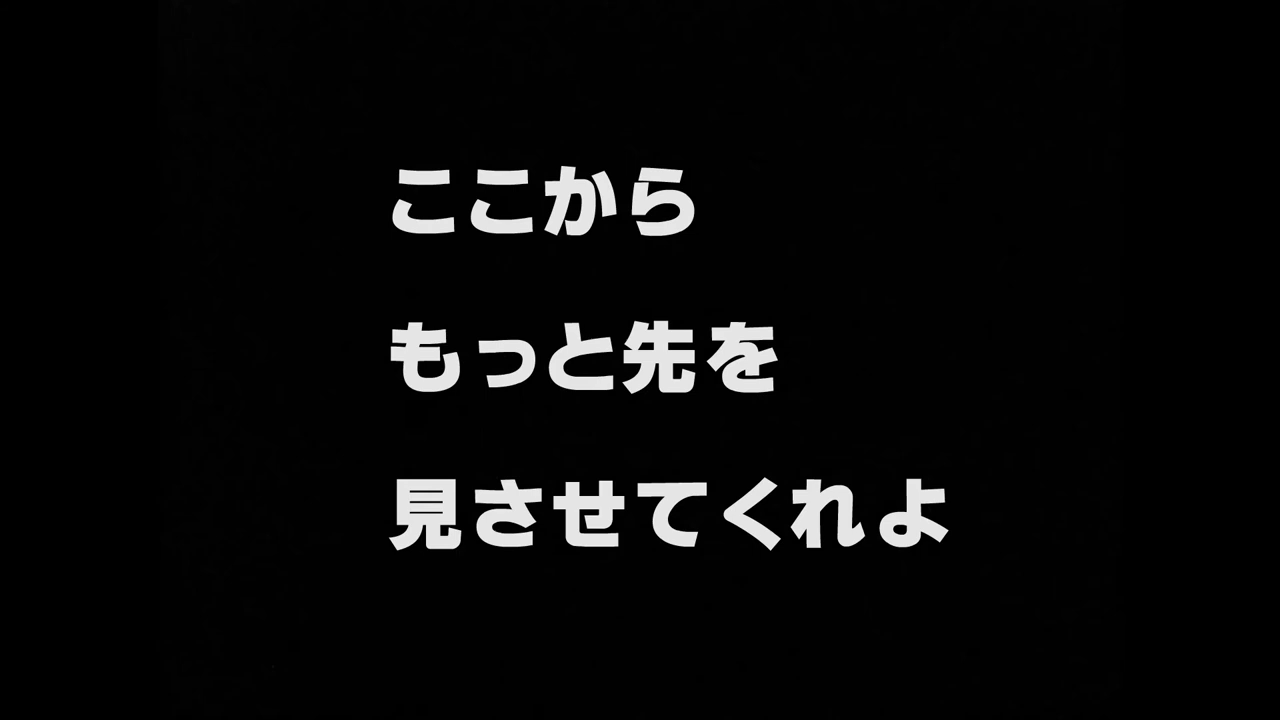 ここから
もっと先を
見させてくれよ